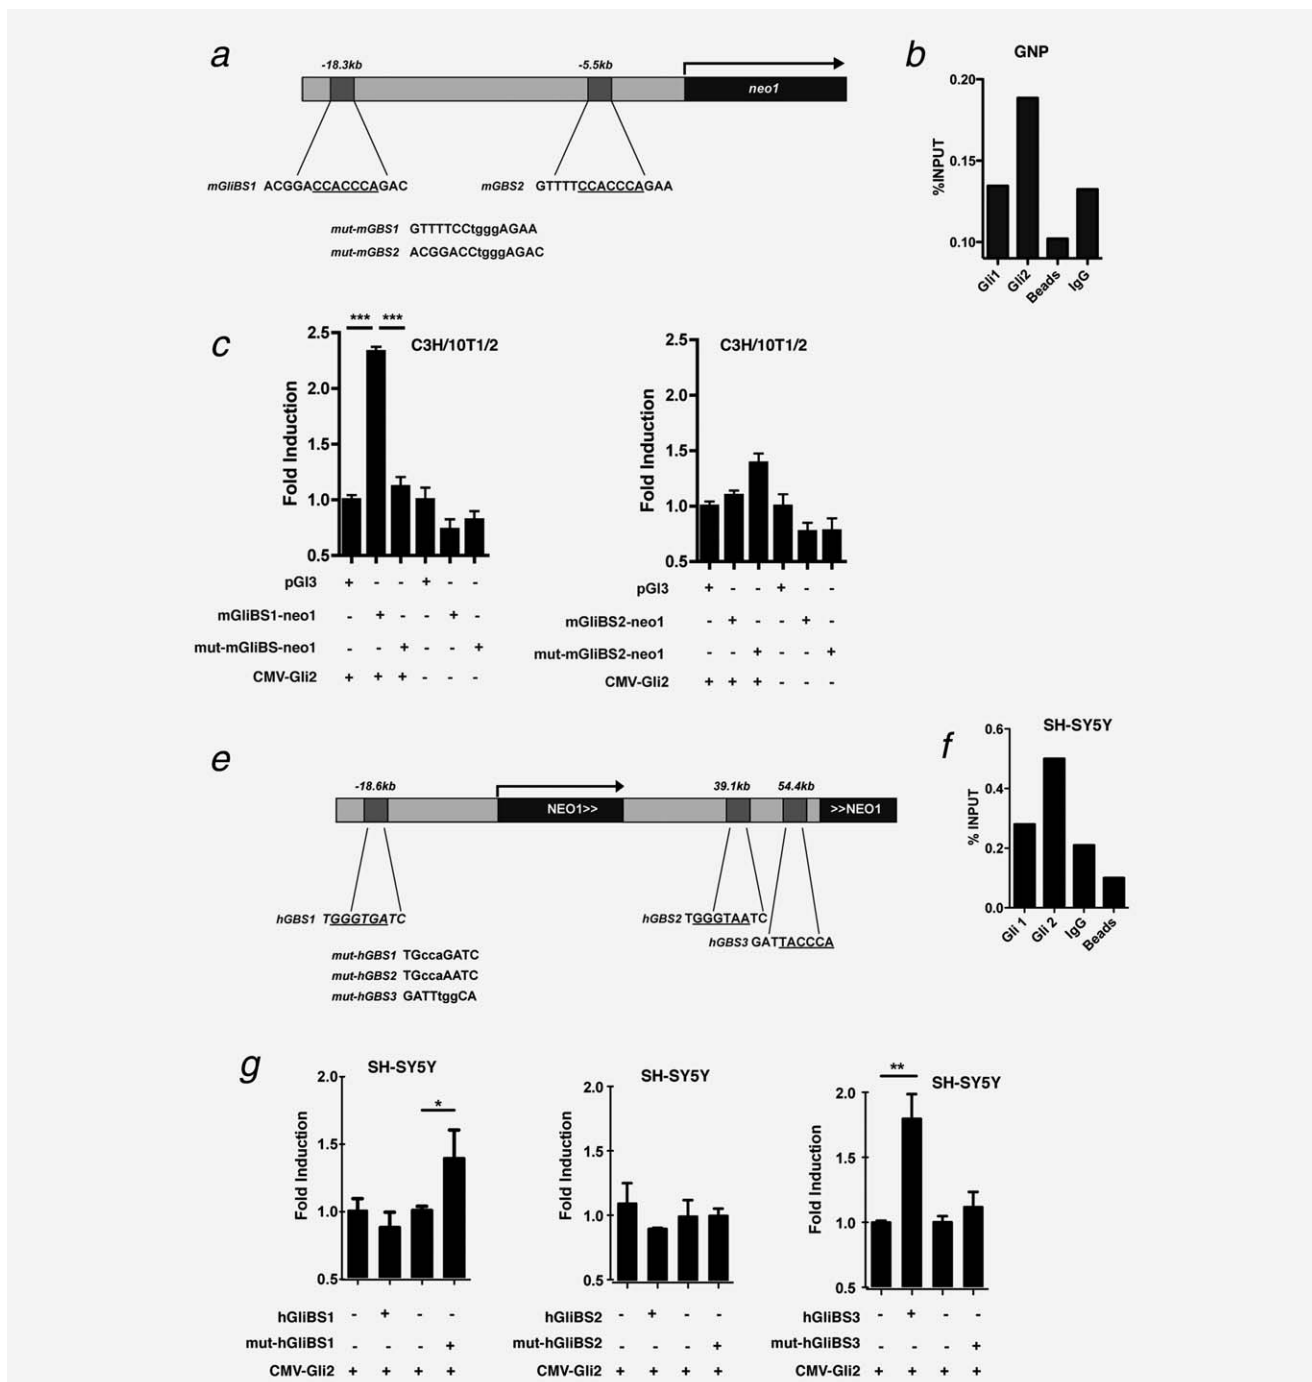 a
-18.3kb -5.5kb
neo1
mGliBS1 ACGGACCACCCAGAC mGBS2 GTTTTCCACCCAGAA
mut-mGBS1 GTTTTCCtgggAGAA
mut-mGBS2 ACGGACCtgggAGAC
b
GNP
%INPUT
0.20
0.15
0.10
Gli1 Gli2 Beads IgG
c
*** ***
C3H/10T1/2
Fold Induction
2.5
2.0
1.5
1.0
0.5
pGl3 + - - + - -
mGliBS1-neo1 - + - - + -
mut-mGliBS-neo1 - - + - - +
CMV-Gli2 + + + - - -
C3H/10T1/2
Fold Induction
2.5
2.0
1.5
1.0
0.5
pGl3 + - - + - -
mGliBS2-neo1 - + - - + -
mut-mGliBS2-neo1 - - + - - +
CMV-Gli2 + + + - - -
e
-18.6kb 39.1kb 54.4kb
NEO1>> >>NEO1
hGBS1 TGGGTGATC hGBS2 TGGGTAATC
hGBS3 GATTACCCA
mut-hGBS1 TGccaGATC
mut-hGBS2 TGccaAATC
mut-hGBS3 GATTtggCA
f
SH-SY5Y
% INPUT
0.6
0.4
0.2
0.0
Gli 1 Gli 2 IgG Beads
g
SH-SY5Y
*
Fold Induction
2.0
1.5
1.0
0.5
hGliBS1 - + - -
mut-hGliBS1 - - - +
CMV-Gli2 + + + +
SH-SY5Y
Fold Induction
2.0
1.5
1.0
0.5
hGliBS2 - + - -
mut-hGliBS2 - - - +
CMV-Gli2 + + + +
**
SH-SY5Y
Fold Induction
2.0
1.5
1.0
0.5
hGliBS3 - + - -
mut-hGliBS3 - - - +
CMV-Gli2 + + + +